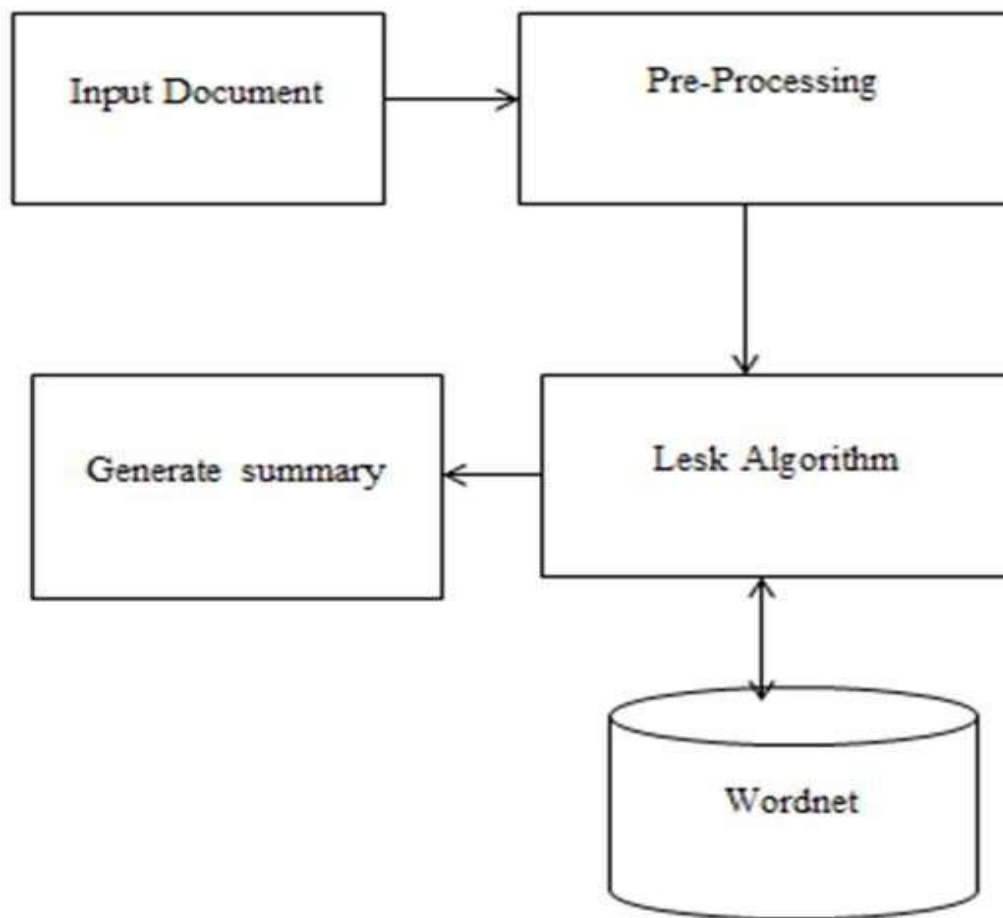 Input Document
Pre-Processing
Lesk Algorithm
Generate summary
Wordnet